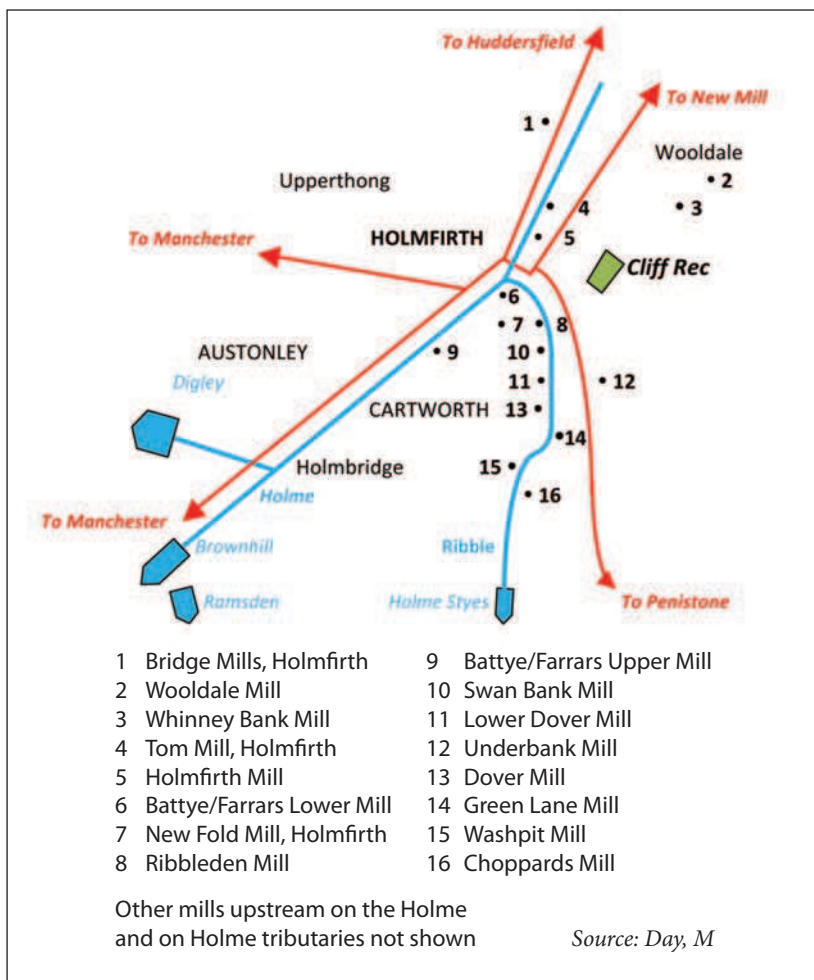 To Huddersfield
To New Mill
1
Wooldale
2
Upperthong
3
4
To Manchester
HOLMFIRTH
5
Cliff Rec
6
7
8
AUSTONLEY
9
10
Digley
11
12
CARTWORTH
13
14
Holmbridge
15
Holme
16
To Manchester
Brownhill
Ribble
Ramsden
Holme Styes
To Penistone
1 Bridge Mills, Holmfirth
2 Wooldale Mill
3 Whinney Bank Mill
4 Tom Mill, Holmfirth
5 Holmfirth Mill
6 Battye/Farrars Lower Mill
7 New Fold Mill, Holmfirth
8 Ribbleden Mill
9 Battye/Farrars Upper Mill
10 Swan Bank Mill
11 Lower Dover Mill
12 Underbank Mill
13 Dover Mill
14 Green Lane Mill
15 Washpit Mill
16 Choppards Mill
Other mills upstream on the Holme
and on Holme tributaries not shown
Source: Day, M